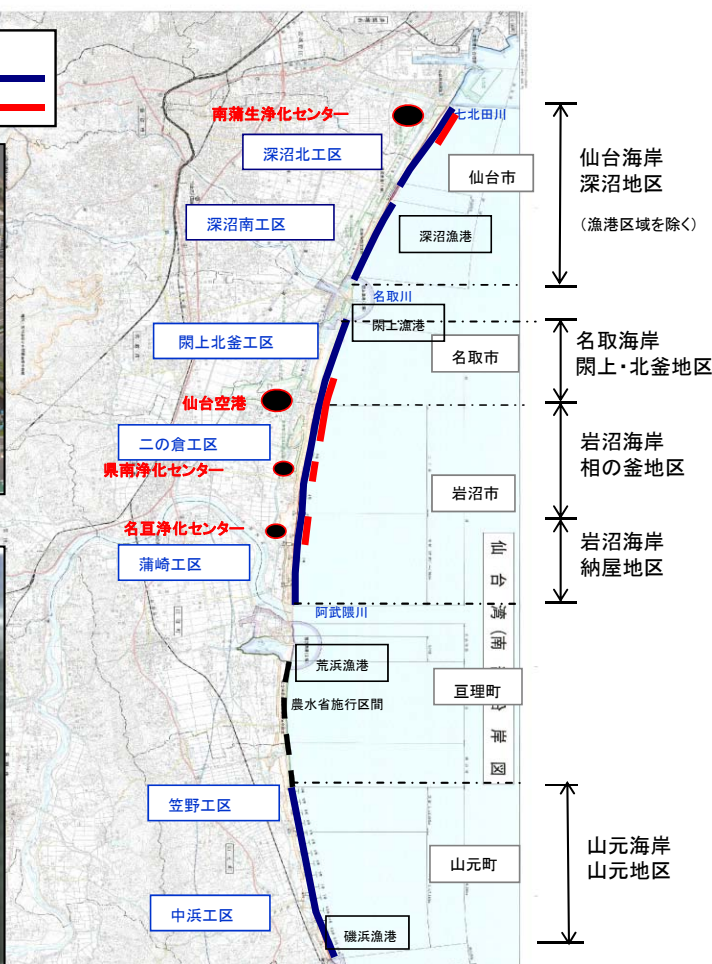 南蒲生浄化センター
七北田川
深沼北工区
仙台市
仙台海岸
深沼地区
(漁港区域を除く)
深沼南工区
深沼漁港
名取川
閖上漁港
閖上北釜工区
名取市
名取海岸
閖上・北釜地区
仙台空港
二の倉工区
県南浄化センター
岩沼市
岩沼海岸
相の釜地区
名亘浄化センター
蒲崎工区
岩沼海岸
納屋地区
阿武隈川
荒浜漁港
亘理町
農水省施行区間
笠野工区
山元町
山元海岸
山元地区
中浜工区
磯浜漁港